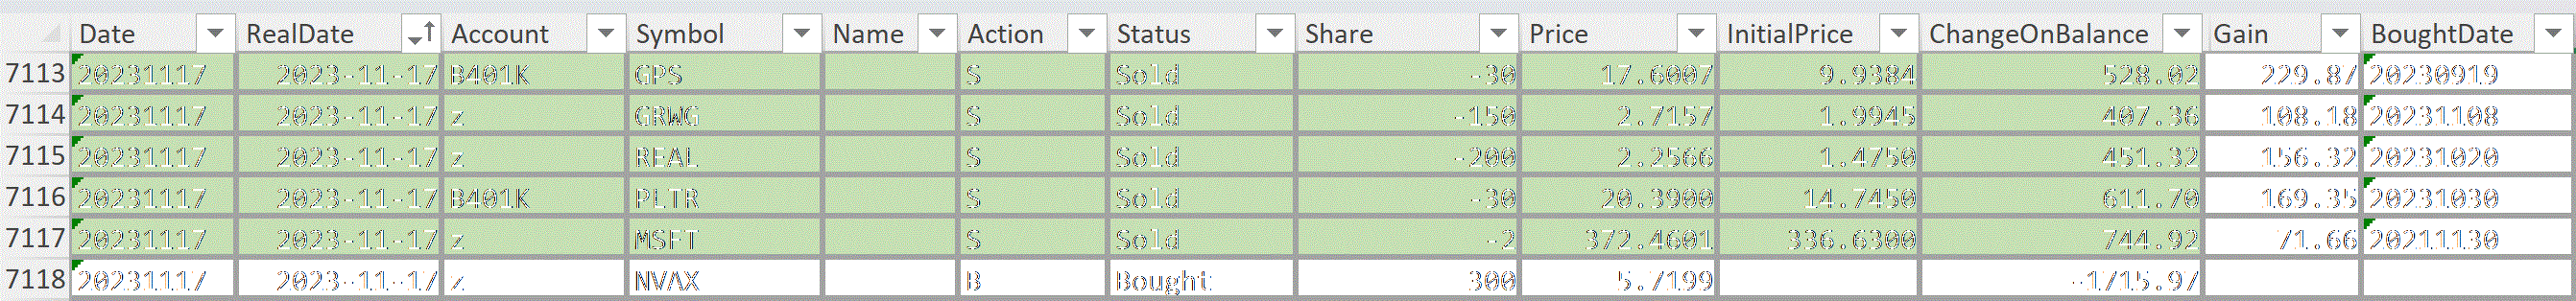 Date RealDate Account Symbol Name Action Status Share Price InitialPrice ChangeOnBalance Gain BoughtDate
7113 20231117 2023-11-17 B401K GPS S Sold -30 17.6007 9.9384 528.02 229.87 20230919
7114 20231117 2023-11-17 z GRWG S Sold -150 2.7157 1.9945 407.36 108.18 20231108
7115 20231117 2023-11-17 z REAL S Sold -200 2.2566 1.4750 451.32 156.32 20231020
7116 20231117 2023-11-17 B401K PLTR S Sold -30 20.3900 14.7450 611.70 169.35 20231030
7117 20231117 2023-11-17 z MSFT S Sold -2 372.4601 336.6300 744.92 71.66 20211130
7118 20231117 2023-11-17 z NVAX B Bought 300 5.7199 -1715.97